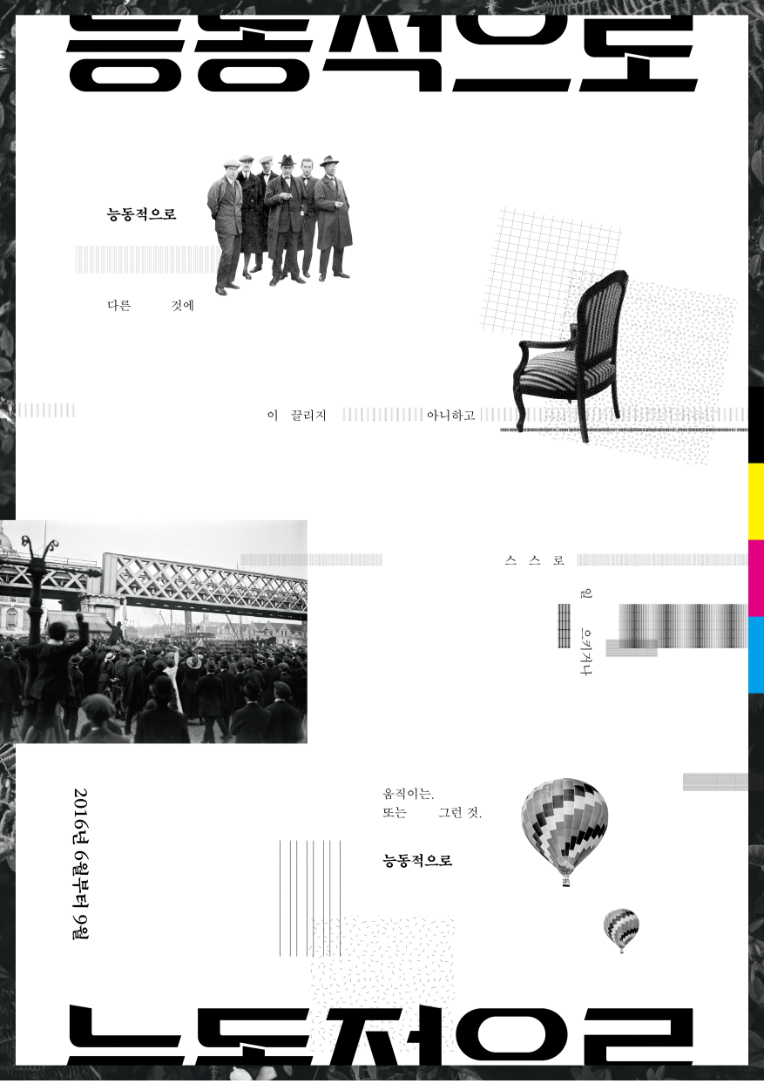 능동적으로
능동적으로
다른 것에
이 끌리지 아니하고
스 스 로
일 으키거나
움직이는.
또는 그런 것.
능동적으로
2016년 6월부터 9월
능동적으로